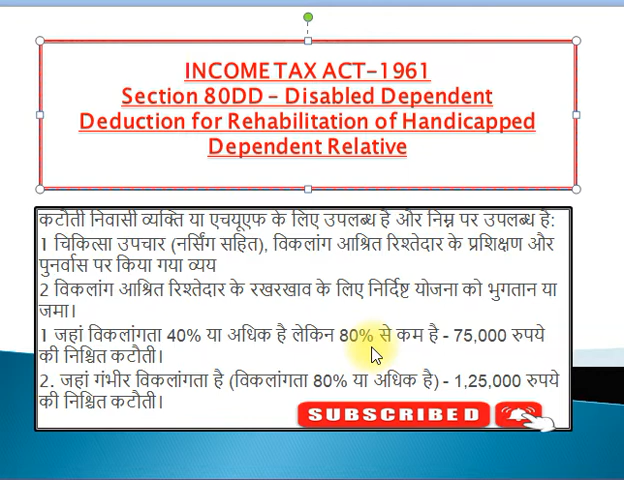 INCOME TAX ACT-1961
Section 80DD – Disabled Dependent
Deduction for Rehabilitation of Handicapped
Dependent Relative
कटौती निवासी व्यक्ति या एचयूएफ के लिए उपलब्ध है और निम्न पर उपलब्ध है:
1 चिकित्सा उपचार (नर्सिंग सहित), विकलांग आश्रित रिश्तेदार के प्रशिक्षण और
पुनर्वास पर किया गया व्यय
2 विकलांग आश्रित रिश्तेदार के रखरखाव के लिए निर्दिष्ट योजना को भुगतान या
जमा।
1 जहां विकलांगता 40% या अधिक है लेकिन 80% से कम है - 75,000 रुपये
की निश्चित कटौती।
2. जहां गंभीर विकलांगता है (विकलांगता 80% या अधिक है) - 1,25,000 रुपये
की निश्चित कटौती।
SUBSCRIBED